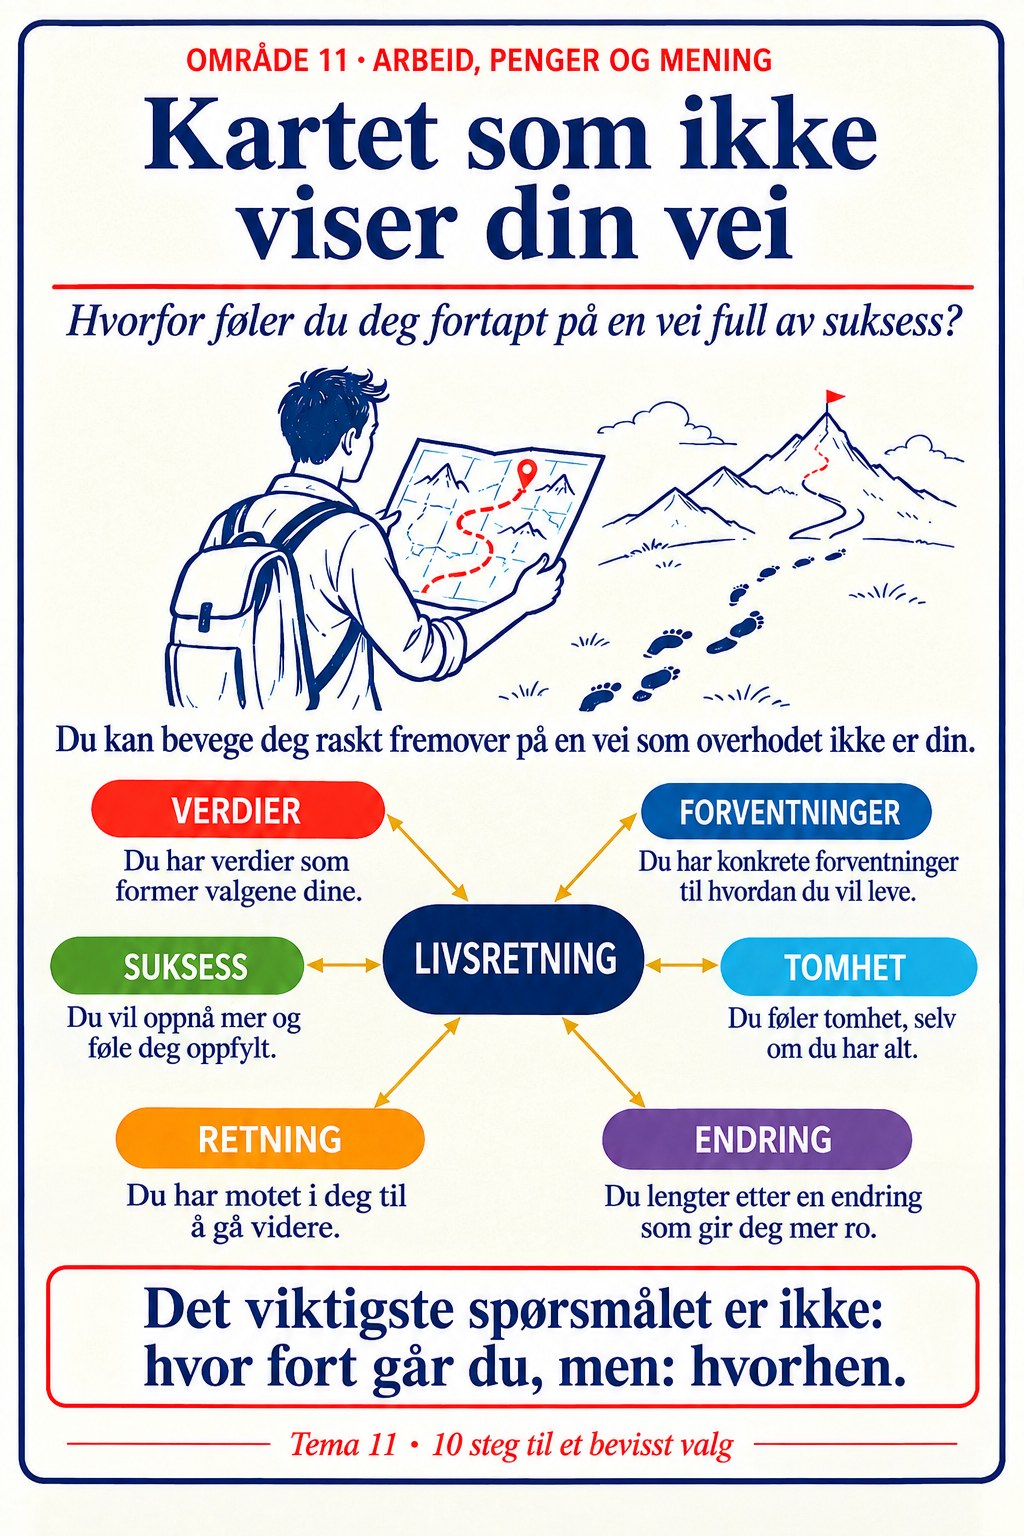 OMRÅDE 11 · ARBEID, PENGER OG MENING
Kartet som ikke
viser din vei
Hvorfor føler du deg fortapt på en vei full av suksess?
Du kan bevege deg raskt fremover på en vei som overhodet ikke er din.
VERDIER
Du har verdier som
former valgene dine.
FORVENTNINGER
Du har konkrete forventninger
til hvordan du vil leve.
LIVSRETNING
SUKSESS
Du vil oppnå mer og
føle deg oppfylt.
TOMHET
Du føler tomhet, selv
om du har alt.
RETNING
Du har motet i deg til
å gå videre.
ENDRING
Du lengter etter en endring
som gir deg mer ro.
Det viktigste spørsmålet er ikke:
hvor fort går du, men: hvorhen.
Tema 11 · 10 steg til et bevisst valg